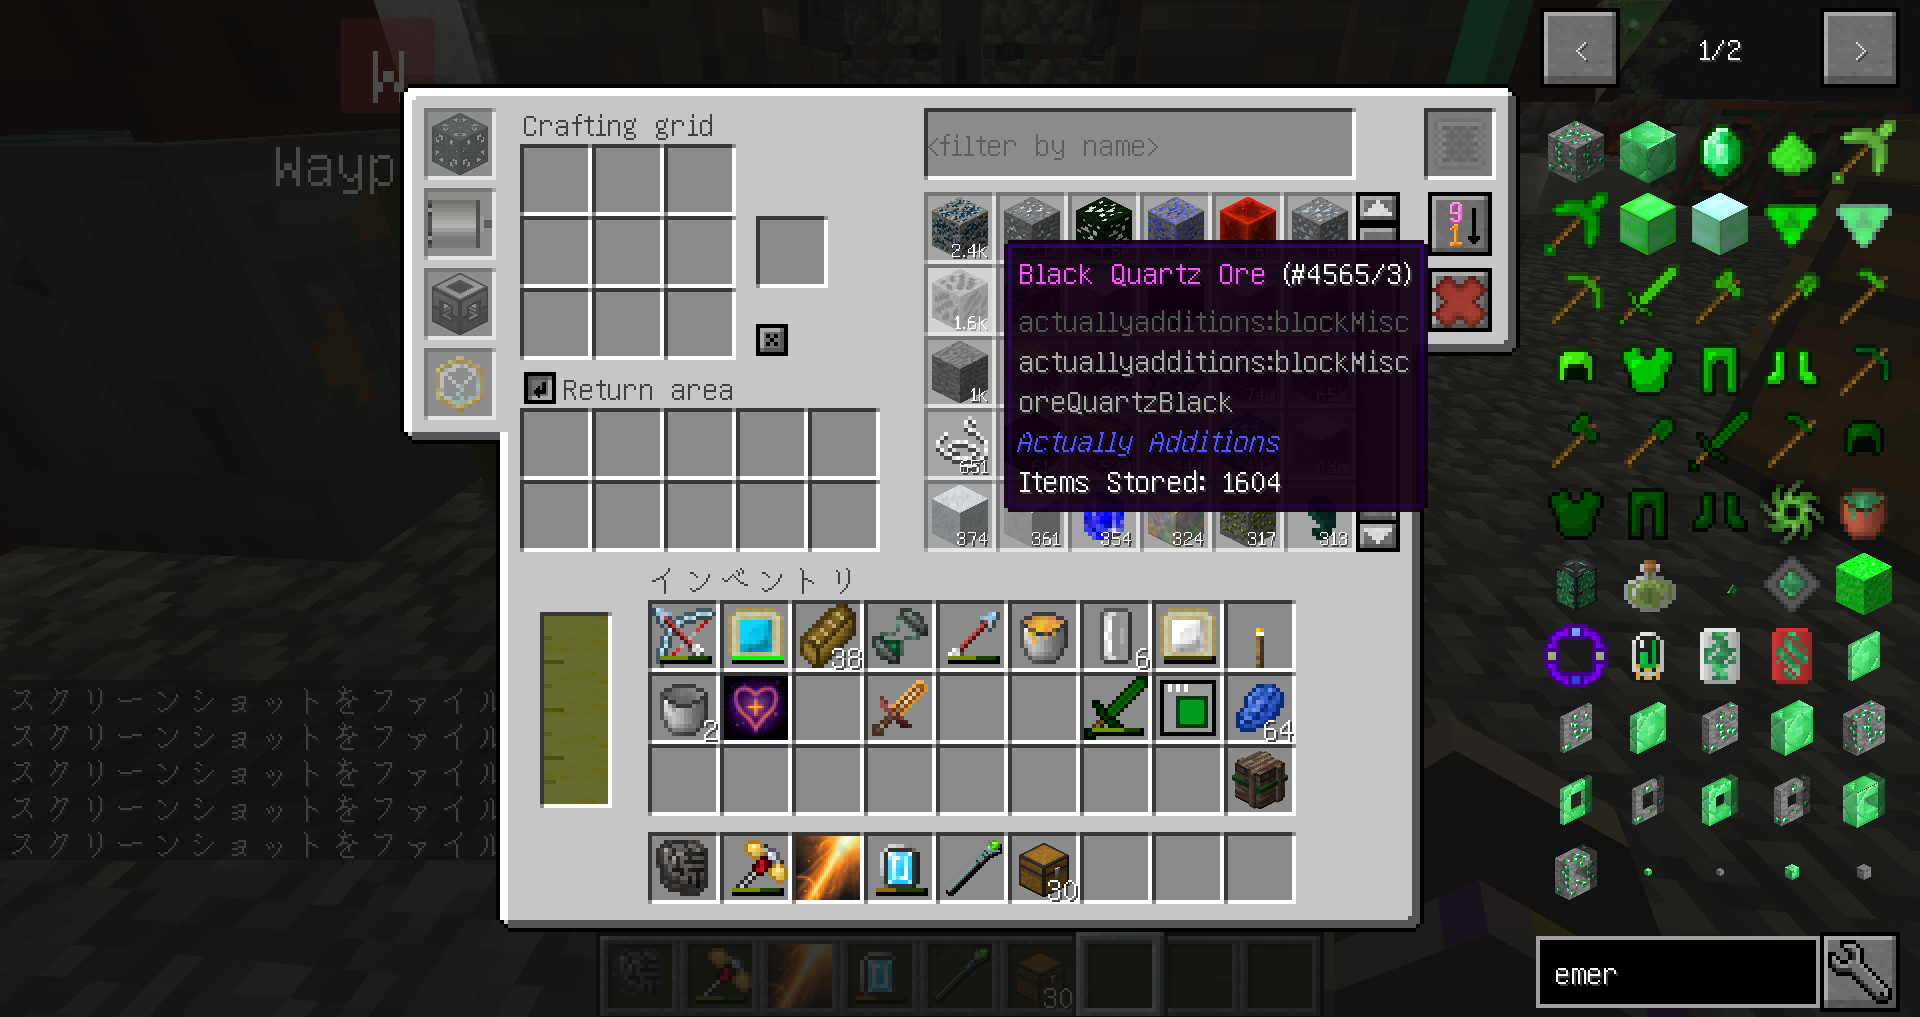 W
Wayp
1/2
Crafting grid
<filter by name>
9
1
2.4k
Black Quartz Ore (#4565/3)
actuallyadditions:blockMisc
actuallyadditions:blockMisc
oreQuartzBlack
Actually Additions
Items Stored: 1604
1.6k
1k
Return area
651
374
361
354
324
317
313
インベントリ
38
6
2
64
30
スクリーンショットをファイル
スクリーンショットをファイル
スクリーンショットをファイル
スクリーンショットをファイル
スクリーンショットをファイル
30
emer